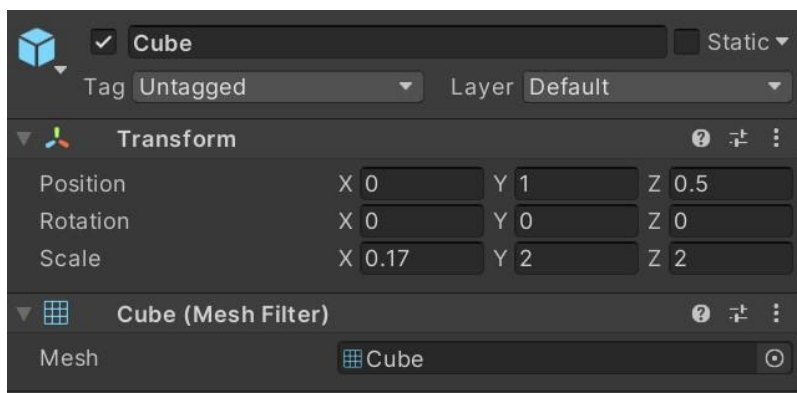 Cube Static
Tag Untagged Layer Default
Transform
Position X 0 Y 1 Z 0.5
Rotation X 0 Y 0 Z 0
Scale X 0.17 Y 2 Z 2
Cube (Mesh Filter)
Mesh Cube